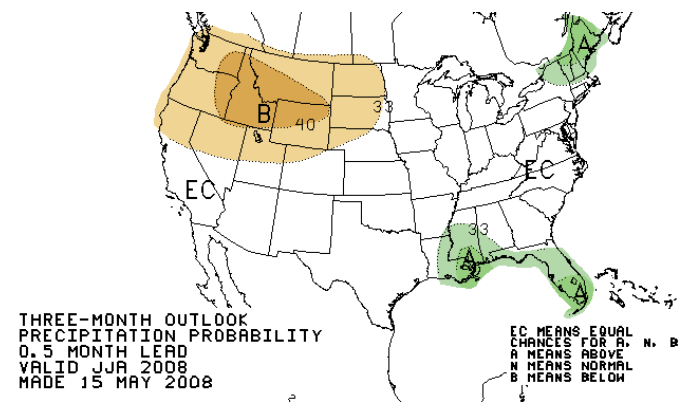 A
33
B
40
EC
EC
33
A
A
THREE-MONTH OUTLOOK
PRECIPITATION PROBABILITY
0.5 MONTH LEAD
VALID JJA 2008
MADE 15 MAY 2008
EC MEANS EQUAL
CHANCES FOR A, N, B
A MEANS ABOVE
N MEANS NORMAL
B MEANS BELOW